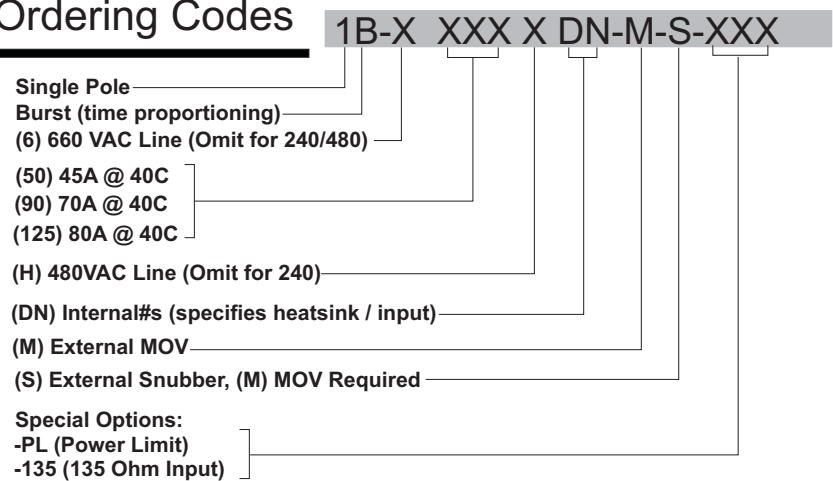 Ordering Codes
1B-X XXX X DN-M-S-XXX
Single Pole
Burst (time proportioning)
(6) 660 VAC Line (Omit for 240/480)
(50) 45A @ 40C
(90) 70A @ 40C
(125) 80A @ 40C
(H) 480VAC Line (Omit for 240)
(DN) Internal#s (specifies heatsink / input)
(M) External MOV
(S) External Snubber, (M) MOV Required
Special Options:
-PL (Power Limit)
-135 (135 Ohm Input)